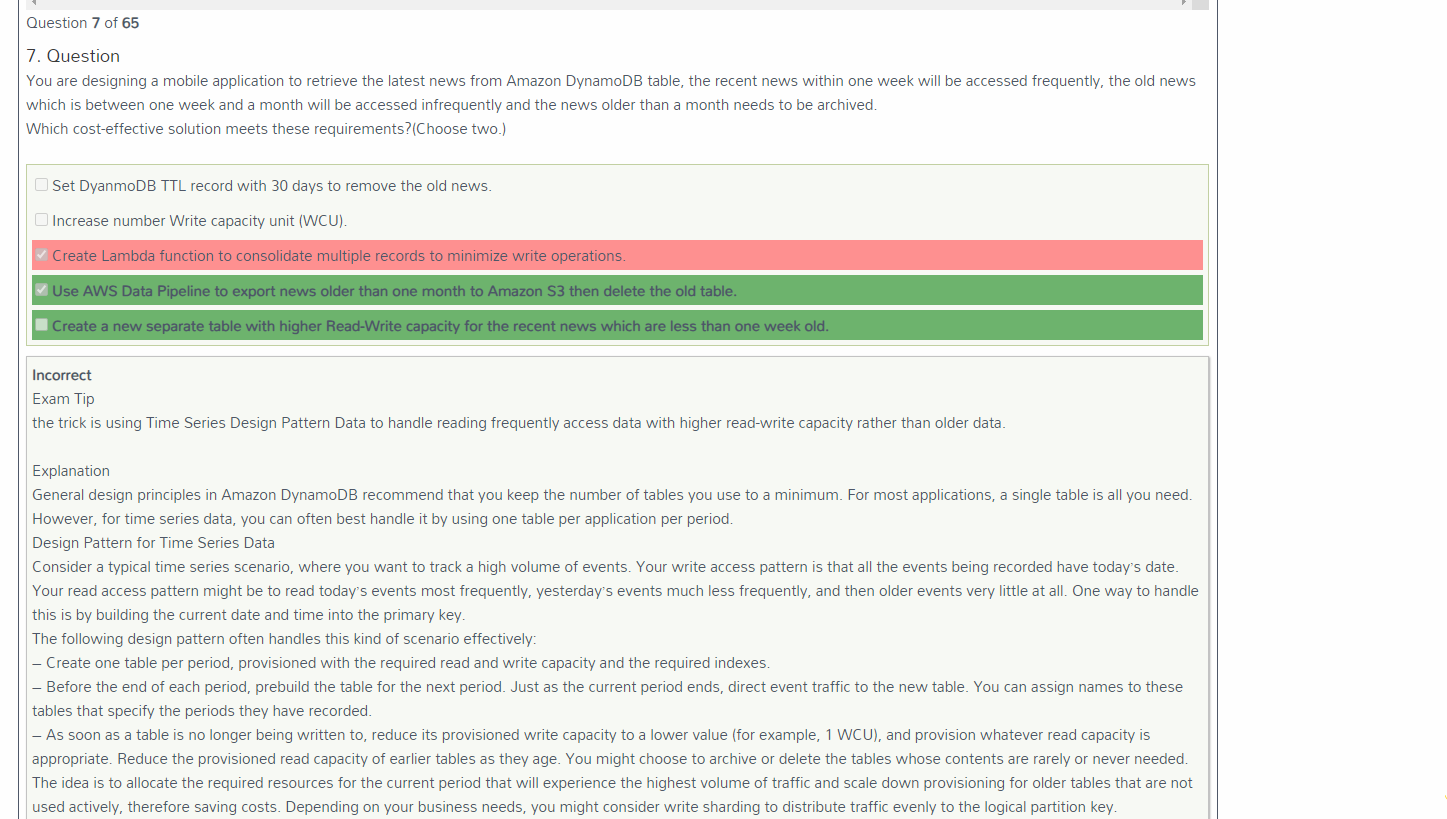 Question 7 of 65
7. Question
You are designing a mobile application to retrieve the latest news from Amazon DynamoDB table, the recent news within one week will be accessed frequently, the old news
which is between one week and a month will be accessed infrequently and the news older than a month needs to be archived.
Which cost-effective solution meets these requirements?(Choose two.)
Set DyanmoDB TTL record with 30 days to remove the old news.
Increase number Write capacity unit (WCU).
Create Lambda function to consolidate multiple records to minimize write operations.
Use AWS Data Pipeline to export news older than one month to Amazon S3 then delete the old table.
Create a new separate table with higher Read-Write capacity for the recent news which are less than one week old.
Incorrect
Exam Tip
the trick is using Time Series Design Pattern Data to handle reading frequently access data with higher read-write capacity rather than older data.
Explanation
General design principles in Amazon DynamoDB recommend that you keep the number of tables you use to a minimum. For most applications, a single table is all you need.
However, for time series data, you can often best handle it by using one table per application per period.
Design Pattern for Time Series Data
Consider a typical time series scenario, where you want to track a high volume of events. Your write access pattern is that all the events being recorded have today's date.
Your read access pattern might be to read today's events most frequently, yesterday's events much less frequently, and then older events very little at all. One way to handle
this is by building the current date and time into the primary key.
The following design pattern often handles this kind of scenario effectively:
– Create one table per period, provisioned with the required read and write capacity and the required indexes.
– Before the end of each period, prebuild the table for the next period. Just as the current period ends, direct event traffic to the new table. You can assign names to these
tables that specify the periods they have recorded.
– As soon as a table is no longer being written to, reduce its provisioned write capacity to a lower value (for example, 1 WCU), and provision whatever read capacity is
appropriate. Reduce the provisioned read capacity of earlier tables as they age. You might choose to archive or delete the tables whose contents are rarely or never needed.
The idea is to allocate the required resources for the current period that will experience the highest volume of traffic and scale down provisioning for older tables that are not
used actively, therefore saving costs. Depending on your business needs, you might consider write sharding to distribute traffic evenly to the logical partition key.